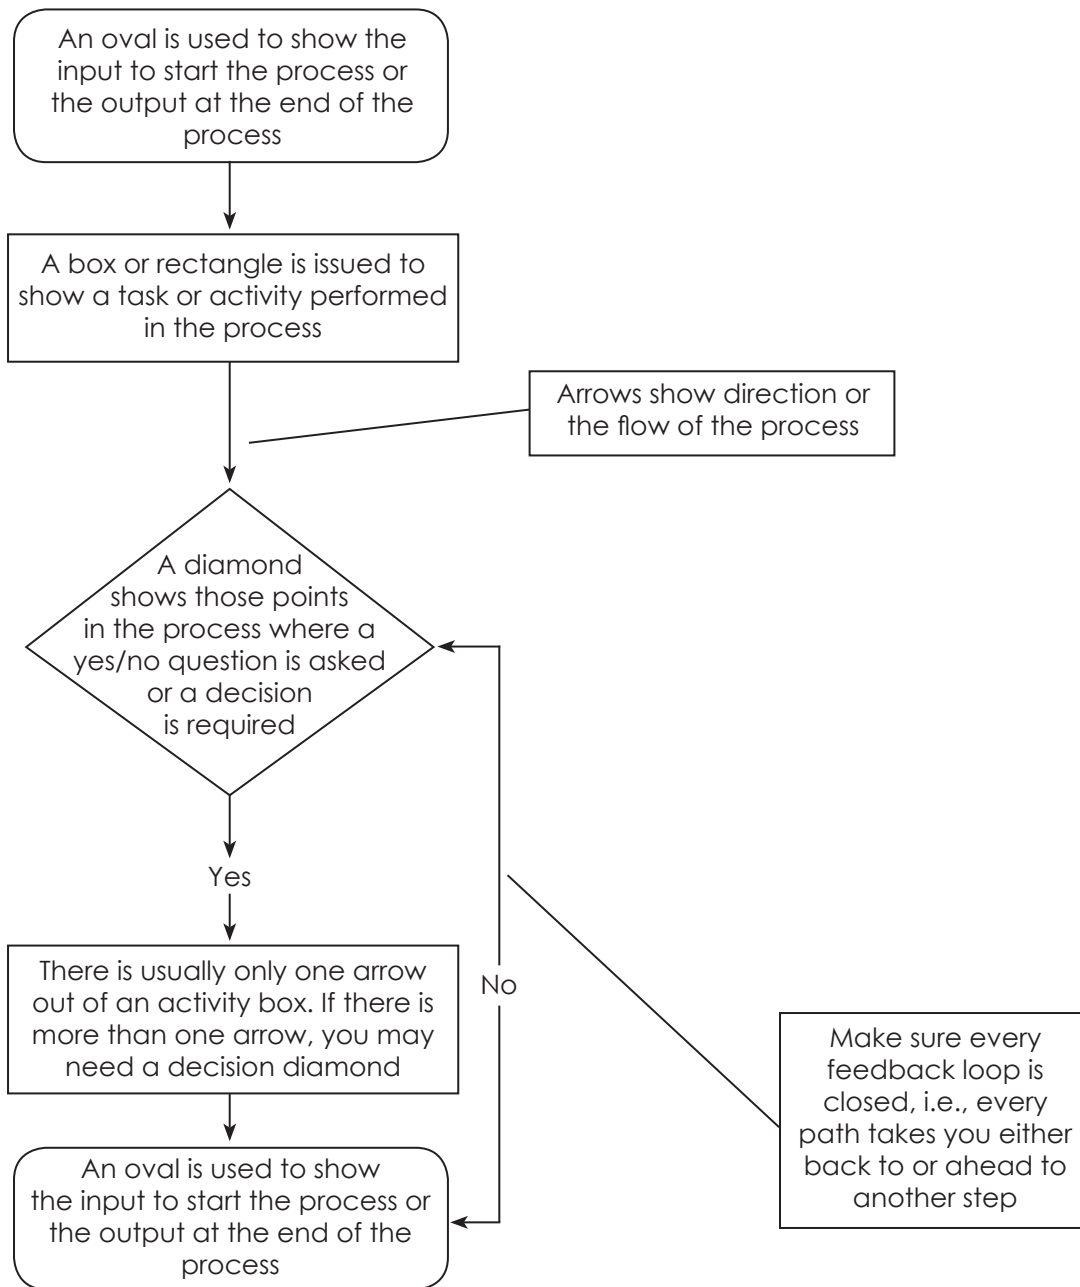 An oval is used to show the
input to start the process or
the output at the end of the
process
A box or rectangle is issued to
show a task or activity performed
in the process
Arrows show direction or
the flow of the process
A diamond
shows those points
in the process where a
yes/no question is asked
or a decision
is required
Yes
There is usually only one arrow
out of an activity box. If there is
more than one arrow, you may
need a decision diamond
No
Make sure every
feedback loop is
closed, i.e., every
path takes you either
back to or ahead to
another step
An oval is used to show
the input to start the process or
the output at the end of the
process